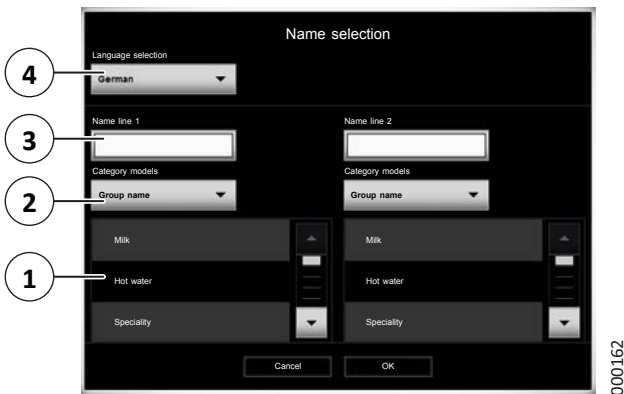 Name selection
Language selection
4
German
Name line 1
Name line 2
3
Category models
Category models
2
Group name
Group name
Milk
Milk
1
Hot water
Hot water
Speciality
Speciality
Cancel
OK
000162